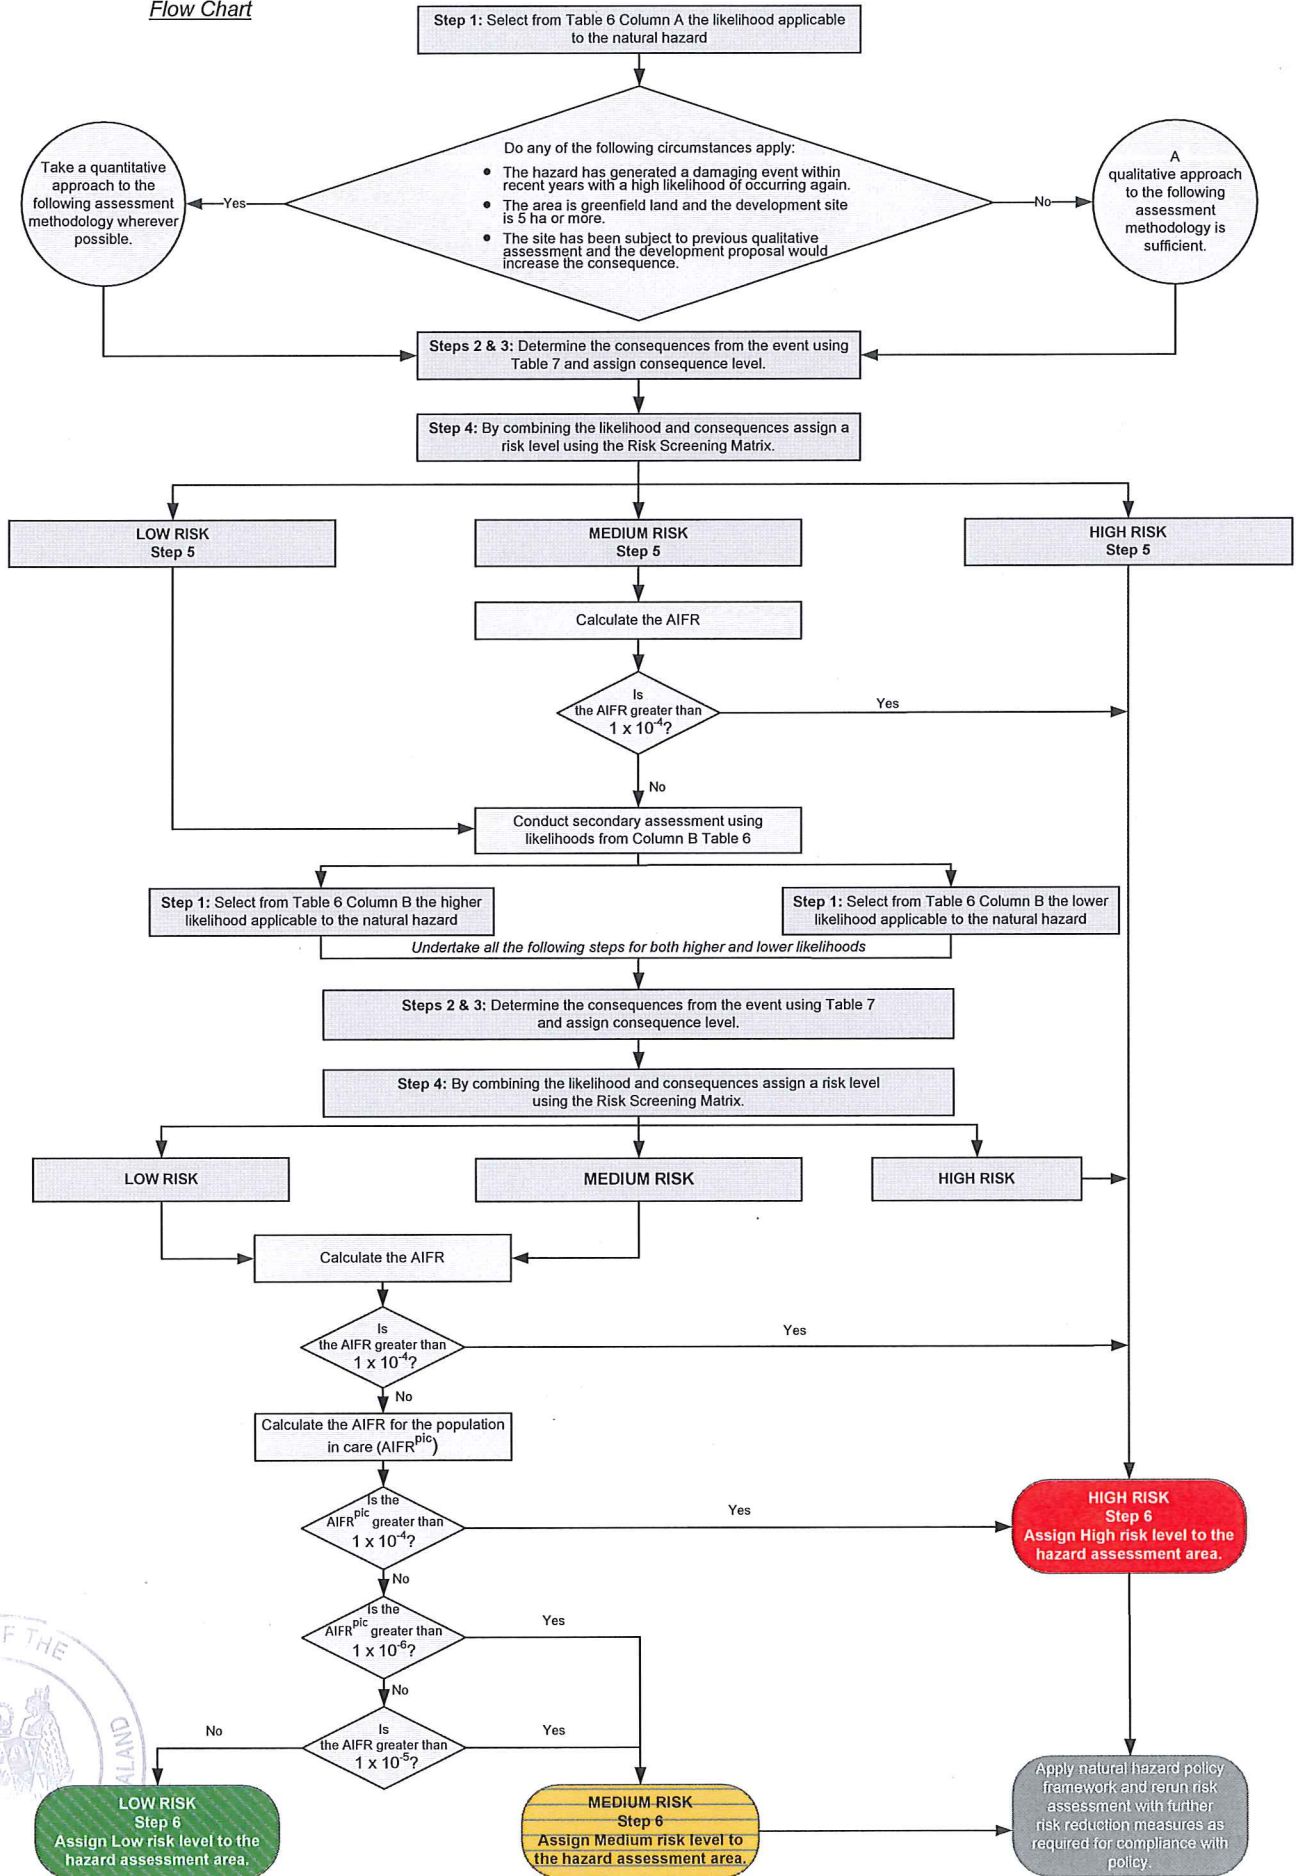 Flow Chart
Step 1: Select from Table 6 Column A the likelihood applicable
to the natural hazard
Do any of the following circumstances apply:
• The hazard has generated a damaging event within
recent years with a high likelihood of occurring again.
• The area is greenfield land and the development site
is 5 ha or more.
• The site has been subject to previous qualitative
assessment and the development proposal would
increase the consequence.
Yes
Take a quantitative
approach to the
following assessment
methodology wherever
possible.
No
A
qualitative approach
to the following
assessment
methodology is
sufficient.
Steps 2 & 3: Determine the consequences from the event using
Table 7 and assign consequence level.
Step 4: By combining the likelihood and consequences assign a
risk level using the Risk Screening Matrix.
LOW RISK
Step 5
MEDIUM RISK
Step 5
HIGH RISK
Step 5
Calculate the AIFR
Is
the AIFR greater than
1 x 10⁻⁴?
Yes
No
Conduct secondary assessment using
likelihoods from Column B Table 6
Step 1: Select from Table 6 Column B the higher
likelihood applicable to the natural hazard
Step 1: Select from Table 6 Column B the lower
likelihood applicable to the natural hazard
Undertake all the following steps for both higher and lower likelihoods
Steps 2 & 3: Determine the consequences from the event using Table 7
and assign consequence level.
Step 4: By combining the likelihood and consequences assign a risk level
using the Risk Screening Matrix.
LOW RISK
MEDIUM RISK
HIGH RISK
Calculate the AIFR
Is
the AIFR greater than
1 x 10⁻⁴?
Yes
No
Calculate the AIFR for the population
in care (AIFRᵖⁱᶜ)
Is the
AIFRᵖⁱᶜ greater than
1 x 10⁻⁴?
Yes
HIGH RISK
Step 6
Assign High risk level to the
hazard assessment area.
No
Is the
AIFRᵖⁱᶜ greater than
1 x 10⁻⁶?
Yes
No
Is
the AIFR greater than
1 x 10⁻⁵?
No
Yes
LOW RISK
Step 6
Assign Low risk level to the
hazard assessment area.
MEDIUM RISK
Step 6
Assign Medium risk level to
the hazard assessment area.
Apply natural hazard policy
framework and rerun risk
assessment with further
risk reduction measures as
required for compliance with
policy.
F THE
ALAND